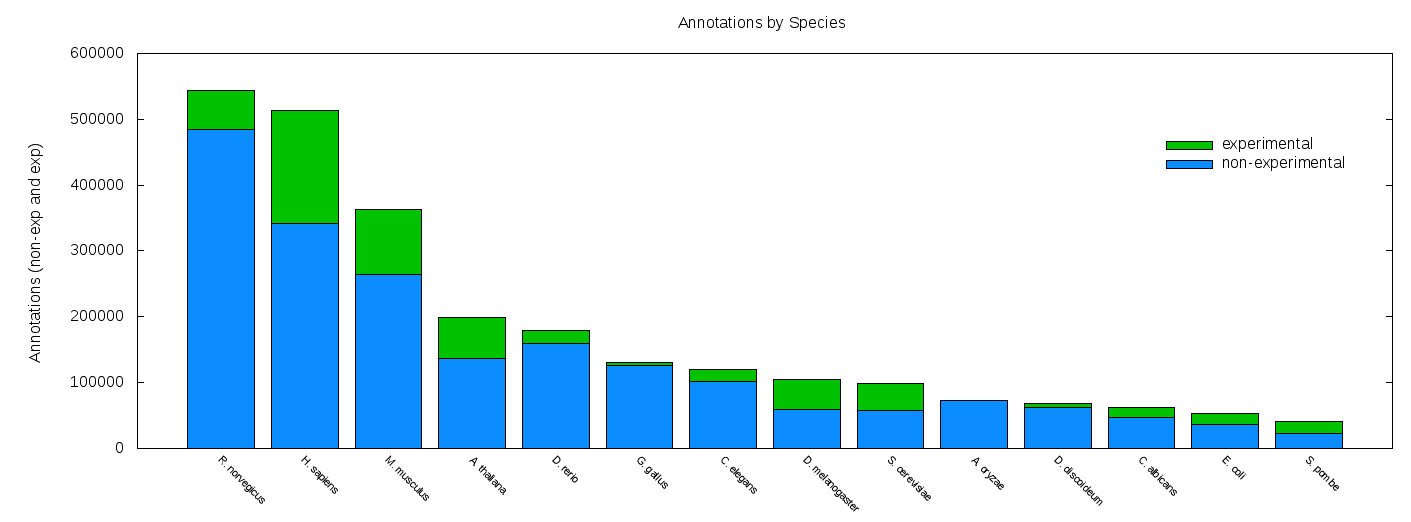 Annotations by Species
600000
500000
400000
300000
200000
100000
0
Annotations (non-exp and exp)
experimental
non-experimental
R. norvegicus
H. sapiens
M. musculus
A. thaliana
D. rerio
G. gallus
C. elegans
D. melanogaster
S. cerevisiae
A. oryzae
D. discoideum
C. albicans
E. coli
S. pombe